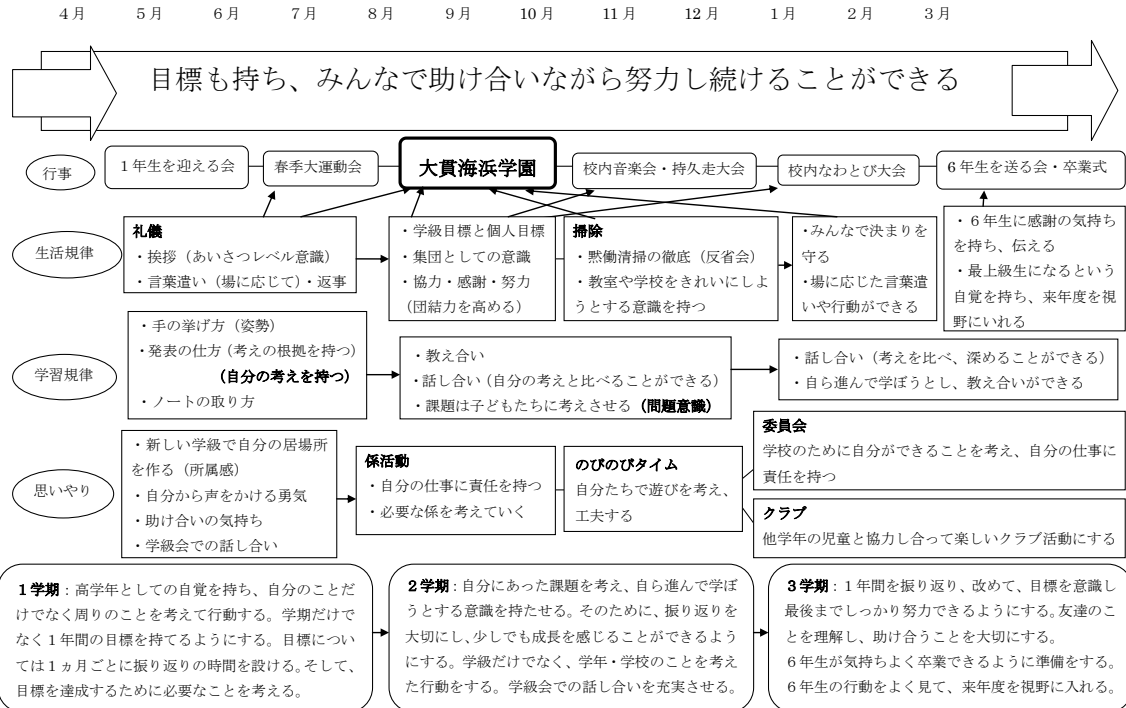 4月 5月 6月 7月 8月 9月 10月 11月 12月 1月 2月 3月
目標も持ち、みんなで助け合いながら努力し続けることができる
行事
1年生を迎える会
春季大運動会
大貫海浜学園
校内音楽会・持久走大会
校内なわとび大会
6年生を送る会・卒業式
生活規律
礼儀
・挨拶（あいさつレベル意識）
・言葉遣い（場に応じて）・返事
・学級目標と個人目標
・集団としての意識
・協力・感謝・努力
（団結力を高める）
掃除
・黙働清掃の徹底（反省会）
・教室や学校をきれいにしよ
うとする意識を持つ
・みんなで決まりを
守る
・場に応じた言葉遣
いや行動ができる
・6年生に感謝の気持ち
を持ち、伝える
・最上級生になるという
自覚を持ち、来年度を視
野にいれる
学習規律
・手の挙げ方（姿勢）
・発表の仕方（考えの根拠を持つ）
（自分の考えを持つ）
・ノートの取り方
・教え合い
・話し合い（自分の考えと比べることができる）
・課題は子どもたちに考えさせる（問題意識）
・話し合い（考えを比べ、深めることができる）
・自ら進んで学ぼうとし、教え合いができる
思いやり
・新しい学級で自分の居場所
を作る（所属感）
・自分から声をかける勇気
・助け合いの気持ち
・学級会での話し合い
係活動
・自分の仕事に責任を持つ
・必要な係を考えていく
のびのびタイム
自分たちで遊びを考え、
工夫する
委員会
学校のために自分ができることを考え、自分の仕事に
責任を持つ
クラブ
他学年の児童と協力し合って楽しいクラブ活動にする
1学期：高学年としての自覚を持ち、自分のことだ
けでなく周りのことを考えて行動する。学期だけで
なく1年間の目標を持てるようにする。目標につい
ては1ヵ月ごとに振り返りの時間を設ける。そして、
目標を達成するために必要なことを考える。
2学期：自分にあった課題を考え、自ら進んで学ぼ
うとする意識を持たせる。そのために、振り返りを
大切にし、少しでも成長を感じることができるよう
にする。学級だけでなく、学年・学校のことを考え
た行動をする。学級会での話し合いを充実させる。
3学期：1年間を振り返り、改めて、目標を意識し
最後までしっかり努力できるようにする。友達のこ
とを理解し、助け合うことを大切にする。
6年生が気持ちよく卒業できるように準備をする。
6年生の行動をよく見て、来年度を視野に入れる。